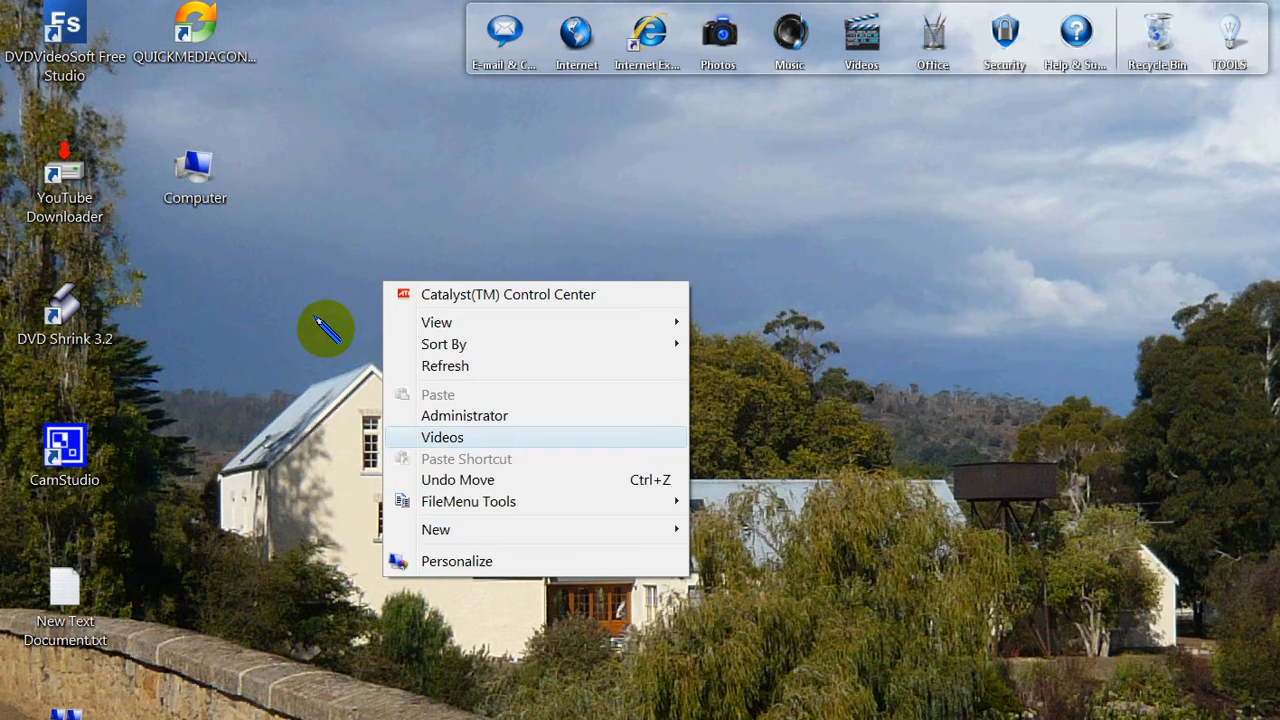 Fs
DVDVideoSoft Free
Studio
QUICKMEDIACON...
E-mail & C...
Internet
Internet Ex...
Photos
Music
Videos
Office
Security
Help & Su...
Recycle Bin
TOOLS
YouTube
Downloader
Computer
DVD Shrink 3.2
CamStudio
New Text
Document.txt
ATI
Catalyst(TM) Control Center
View
Sort By
Refresh
Paste
Administrator
Videos
Paste Shortcut
Undo Move Ctrl+Z
FileMenu Tools
New
Personalize